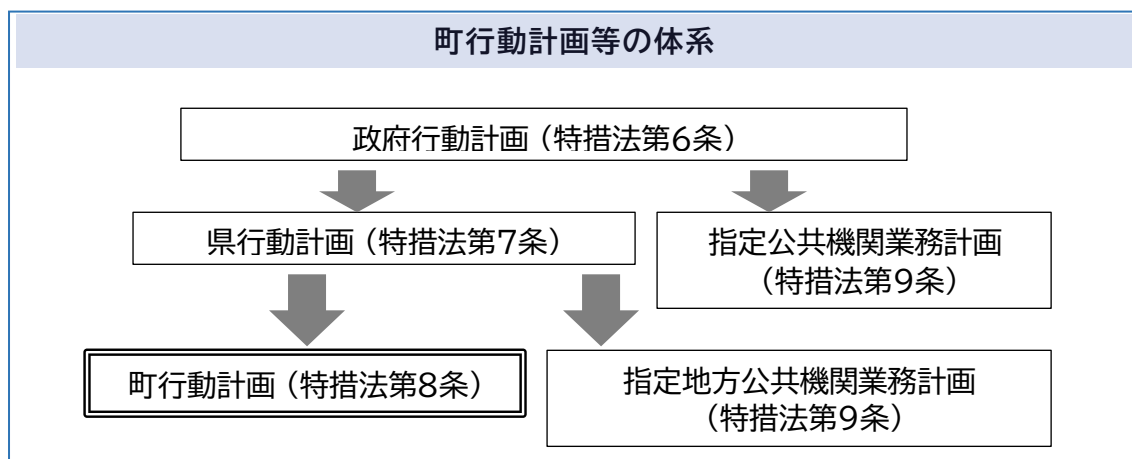 町行動計画等の体系
政府行動計画（特措法第6条）
県行動計画（特措法第7条）
指定公共機関業務計画
（特措法第9条）
町行動計画（特措法第8条）
指定地方公共機関業務計画
（特措法第9条）